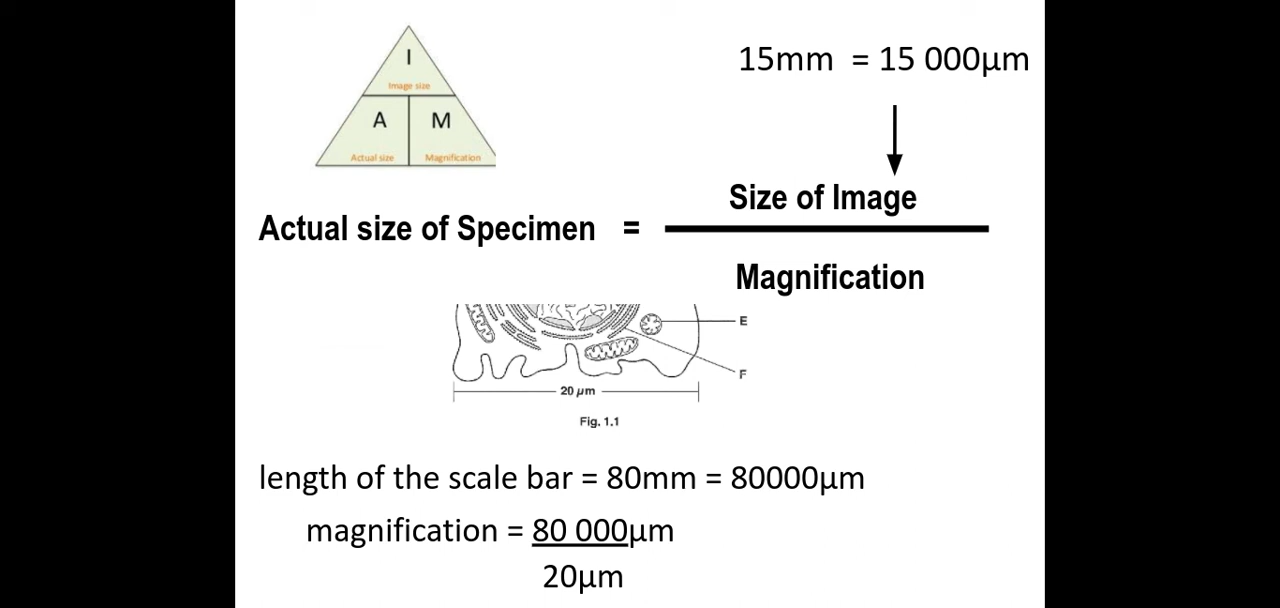 I
Image size
A
M
Actual size
Magnification
15mm = 15 000µm
Size of Image
Actual size of Specimen =
Magnification
E
F
20 µm
Fig. 1.1
length of the scale bar = 80mm = 80000µm
magnification = 80 000µm
20µm